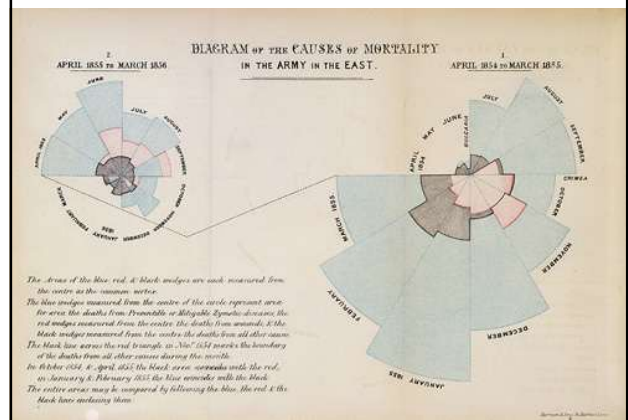 DIAGRAM OF THE CAUSES OF MORTALITY
IN THE ARMY IN THE EAST.
2.
APRIL 1855 TO MARCH 1856
1.
APRIL 1854 TO MARCH 1855.
APRIL 1855
MAY
JUNE
JULY
AUGUST
SEPTEMBER
OCTOBER
NOVEMBER
DECEMBER
JANUARY
1856
FEBRUARY
MARCH
APRIL
1854
MAY
JUNE
BULGARIA
JULY
AUGUST
SEPTEMBER
CRIMEA
OCTOBER
NOVEMBER
DECEMBER
JANUARY 1855
FEBRUARY
MARCH 1855
The Areas of the blue, red, & black wedges are each measured from
the centre as the common vertex.
The blue wedges measured from the centre of the circle represent area
for area the deaths from Preventible or Mitigable Zymotic diseases; the
red wedges measured from the centre the deaths from wounds; & the
black wedges measured from the centre the deaths from all other causes.
The black line across the red triangle in Nov. 1854 marks the boundary
of the deaths from all other causes during the month.
In October 1854, & April 1855, the black area coincides with the red;
in January & February 1855, the blue coincides with the black.
The entire areas may be compared by following the blue, the red & the
black lines enclosing them.